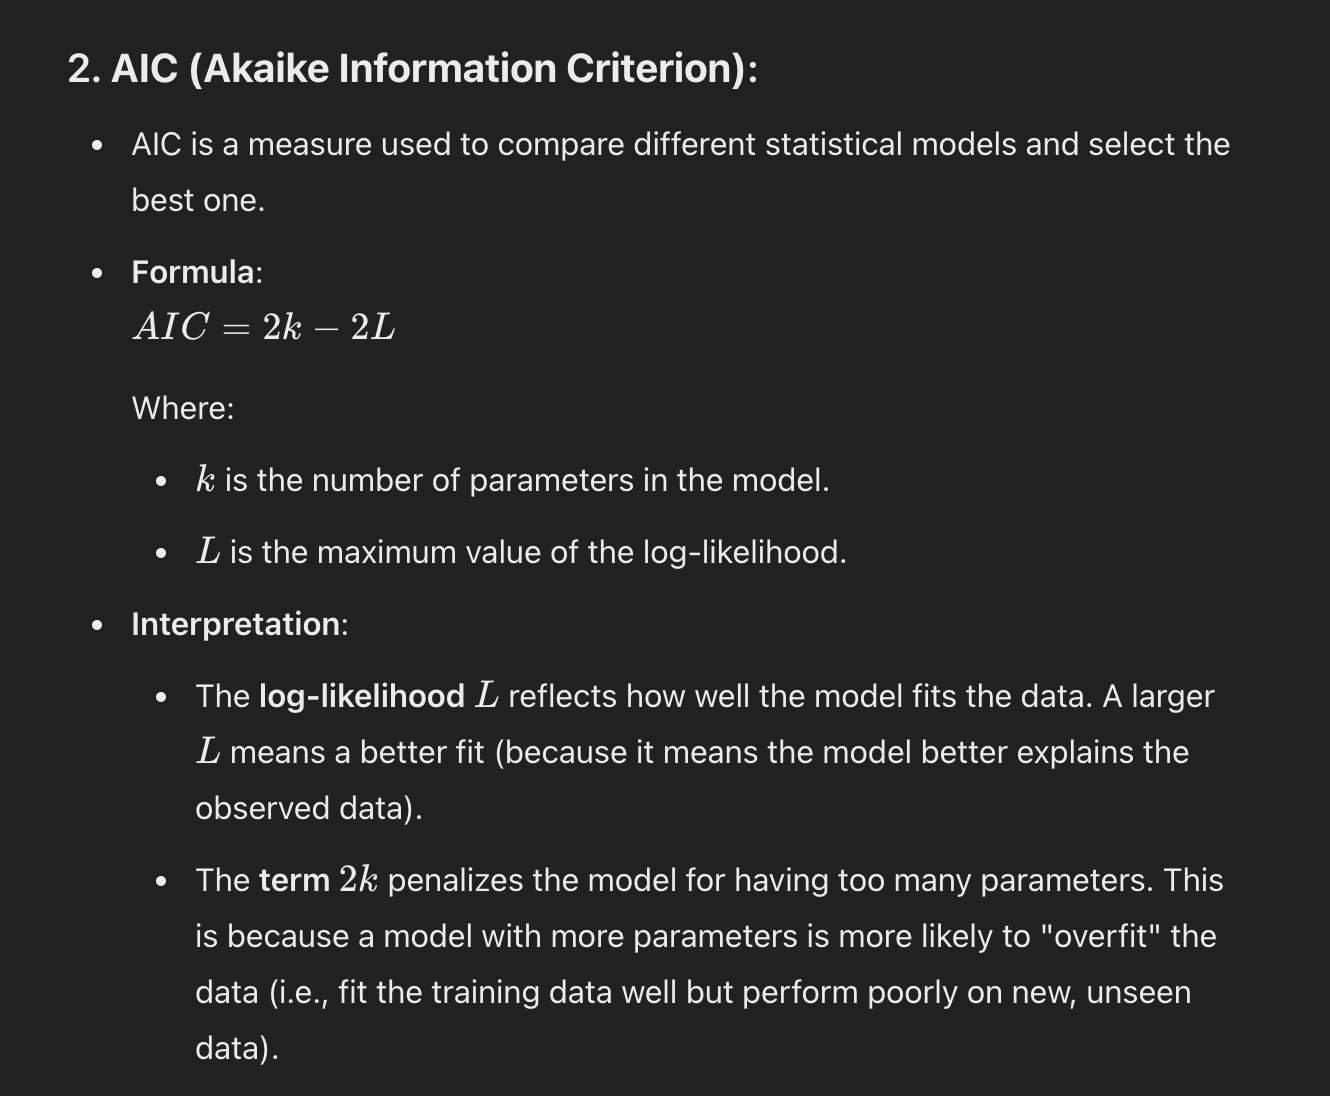 2. AIC (Akaike Information Criterion):
• AIC is a measure used to compare different statistical models and select the
best one.
• Formula:
AIC = 2k − 2L
Where:
• k is the number of parameters in the model.
• L is the maximum value of the log-likelihood.
• Interpretation:
• The log-likelihood L reflects how well the model fits the data. A larger
L means a better fit (because it means the model better explains the
observed data).
• The term 2k penalizes the model for having too many parameters. This
is because a model with more parameters is more likely to "overfit" the
data (i.e., fit the training data well but perform poorly on new, unseen
data).